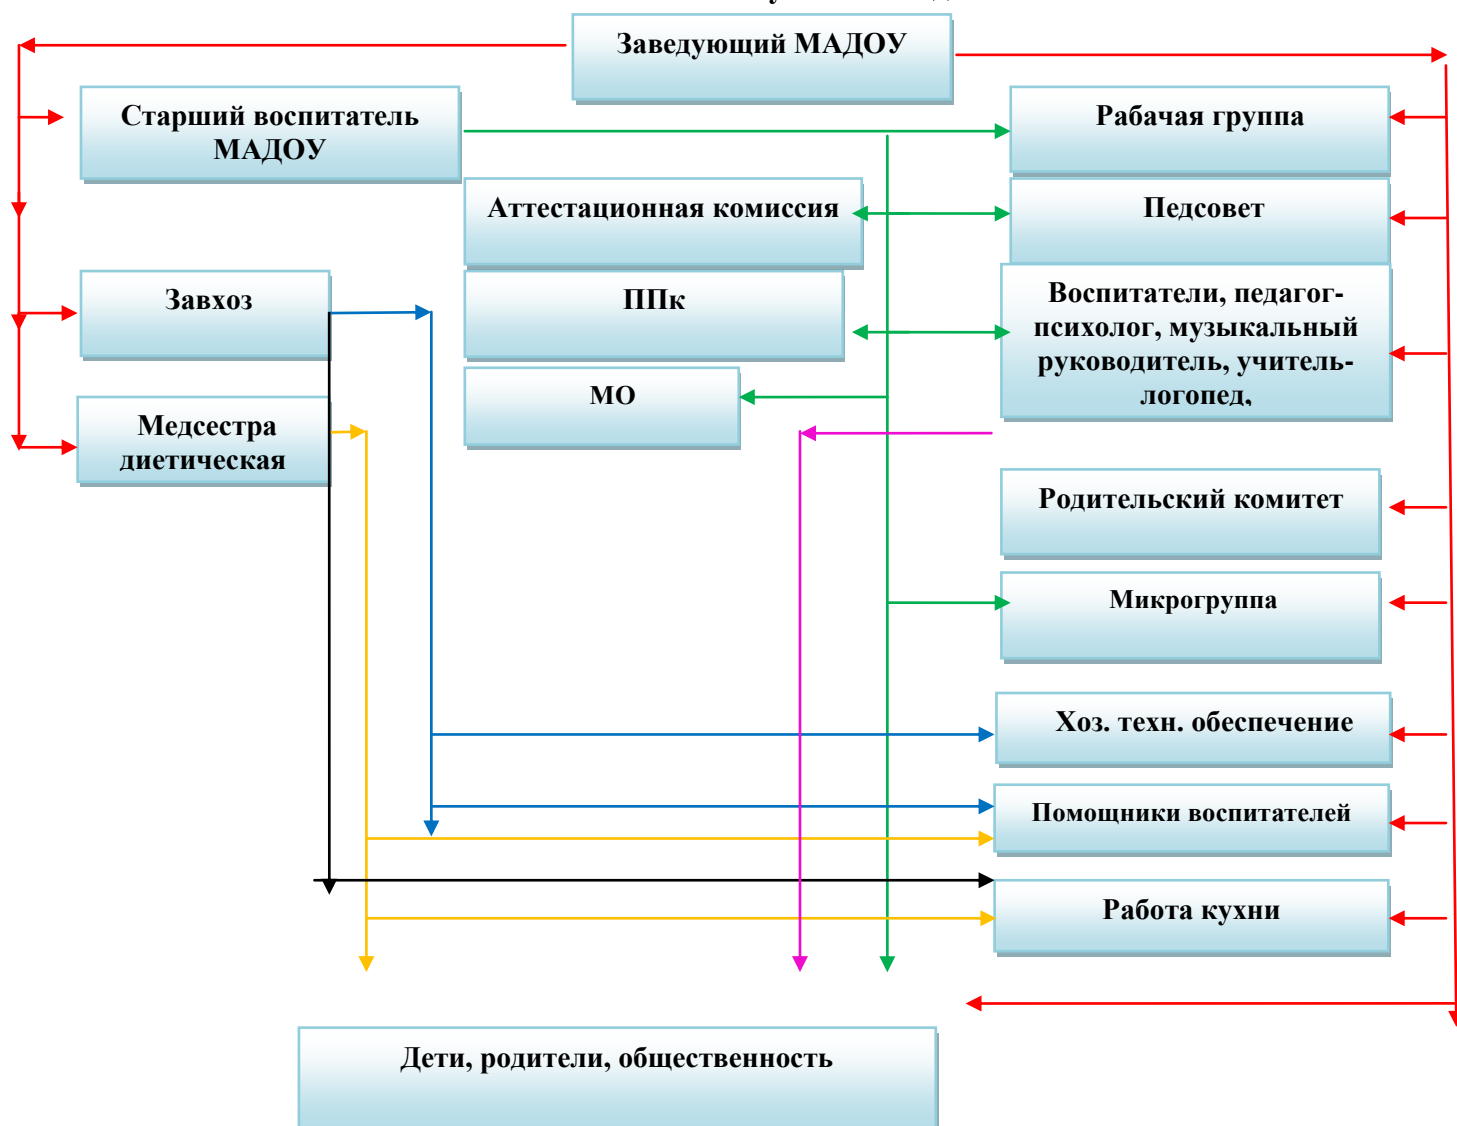 Заведующий МАДОУ
Старший воспитатель
МАДОУ
Рабачая группа
Аттестационная комиссия
Педсовет
Завхоз
ППк
Воспитатели, педагог-
психолог, музыкальный
руководитель, учитель-
логопед,
МО
Медсестра
диетическая
Родительский комитет
Микрогруппа
Хоз. техн. обеспечение
Помощники воспитателей
Работа кухни
Дети, родители, общественность